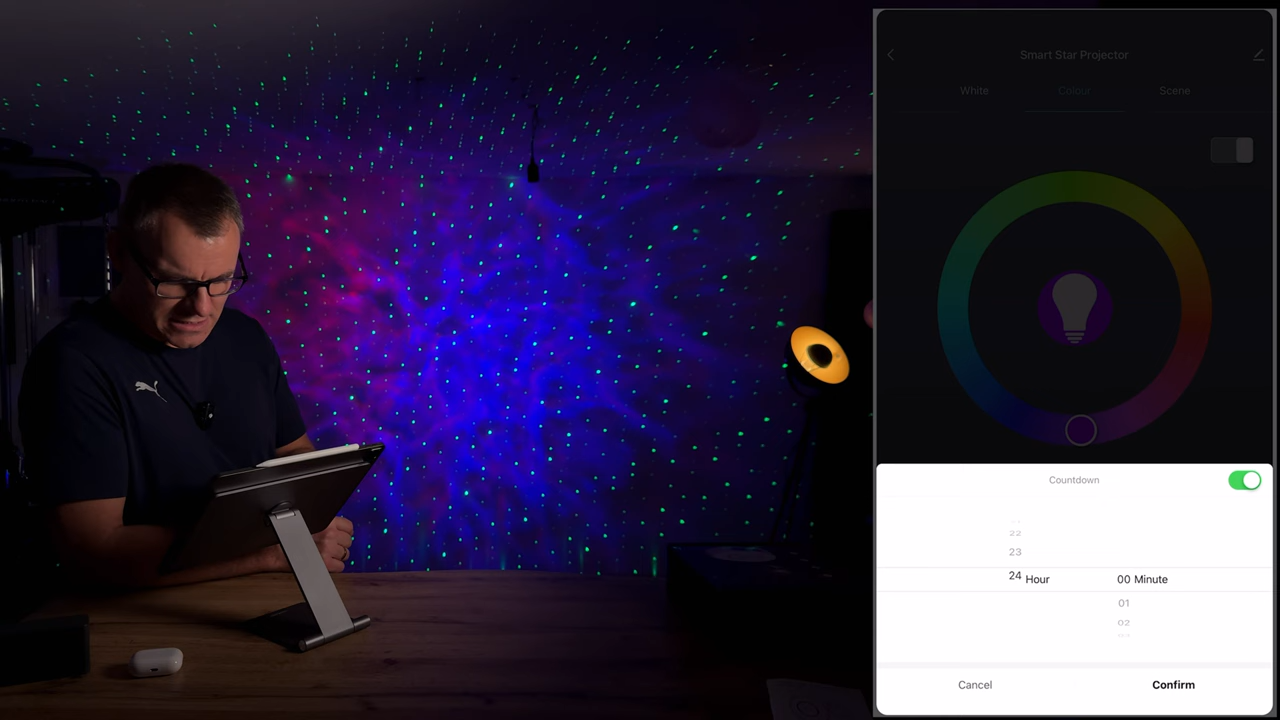 Smart Star Projector
White Colour Scene
Countdown
22
23
24 Hour 00 Minute
01
02
Cancel Confirm